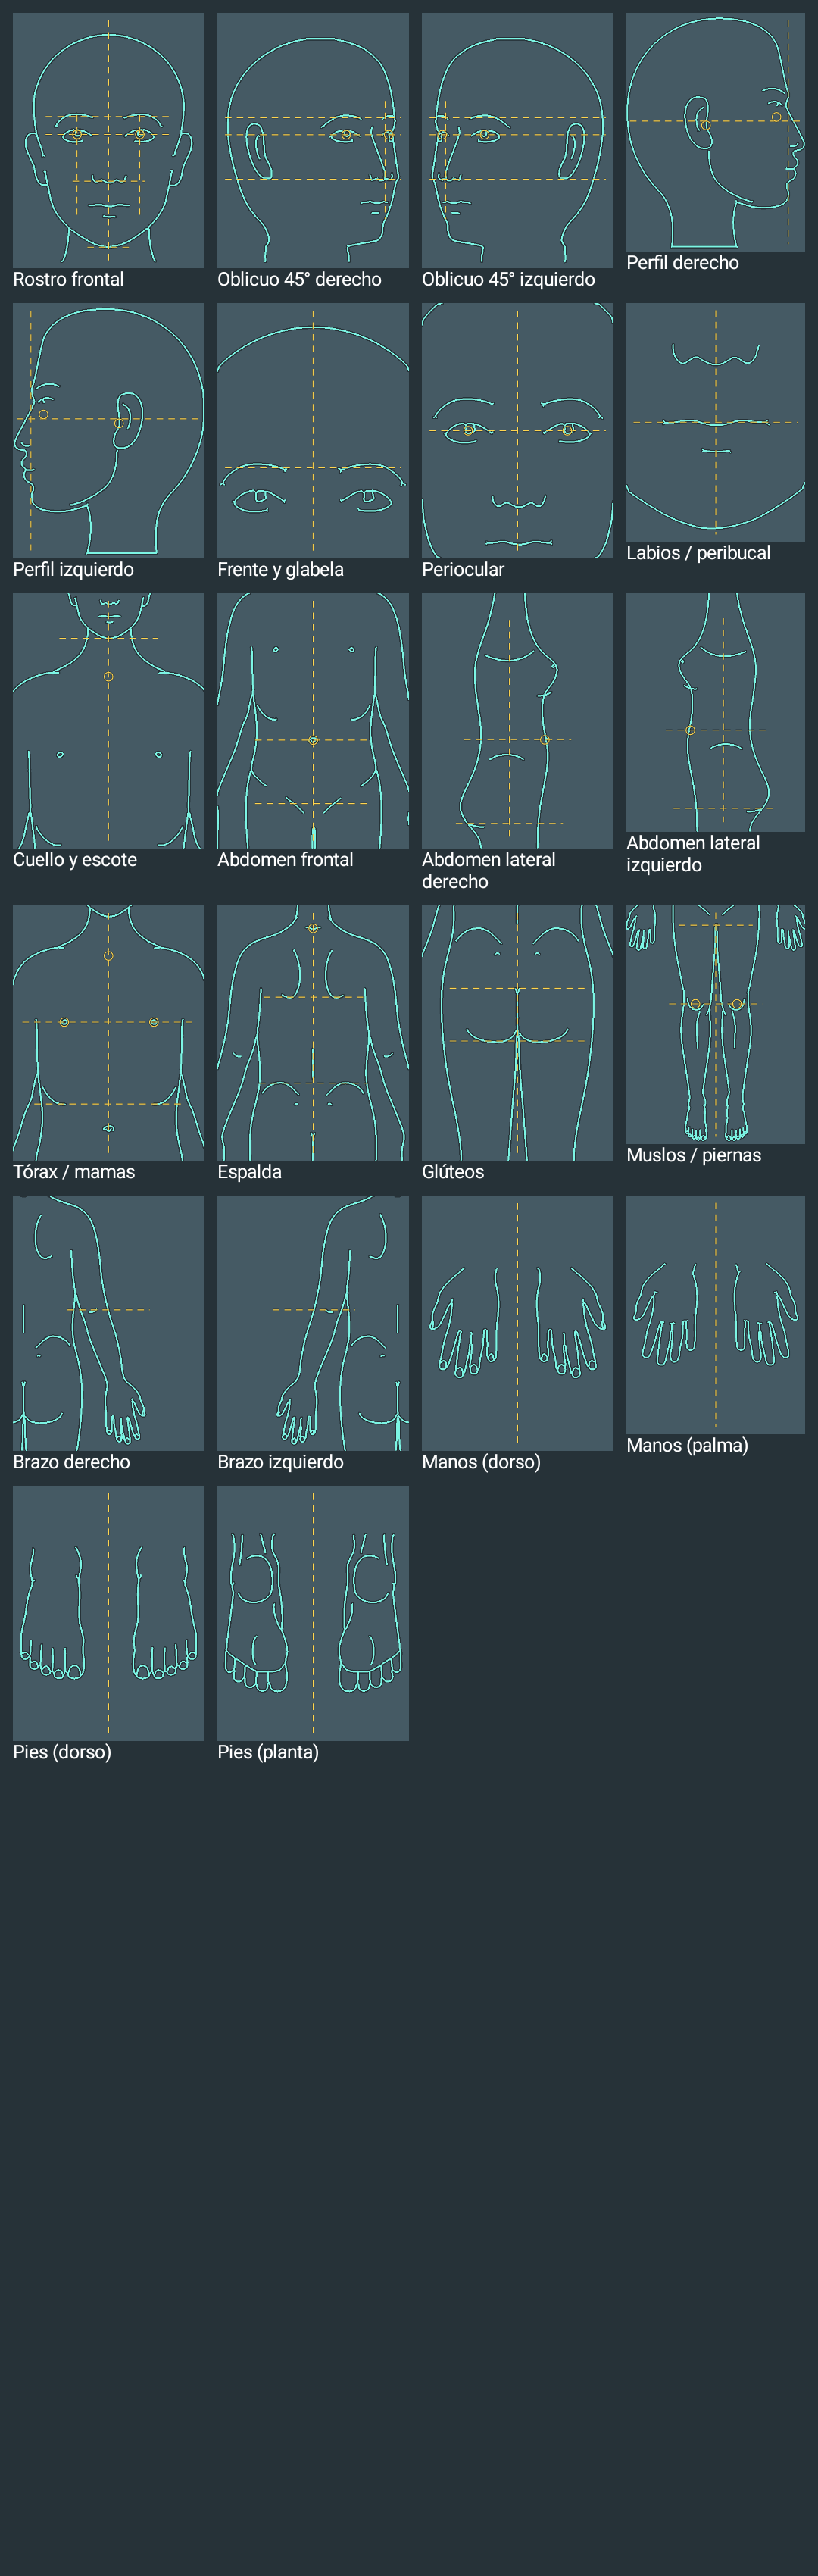 Rostro frontal
Oblicuo 45° derecho
Oblicuo 45° izquierdo
Perfil derecho
Perfil izquierdo
Frente y glabela
Periocular
Labios / peribucal
Cuello y escote
Abdomen frontal
Abdomen lateral
derecho
Abdomen lateral
izquierdo
Tórax / mamas
Espalda
Glúteos
Muslos / piernas
Brazo derecho
Brazo izquierdo
Manos (dorso)
Manos (palma)
Pies (dorso)
Pies (planta)